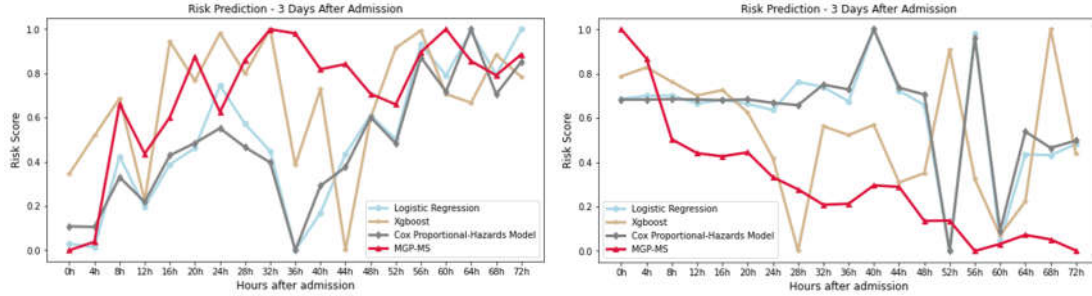 Risk Prediction - 3 Days After Admission
1.0
0.8
0.6
0.4
0.2
0.0
Risk Score
Logistic Regression
Xgboost
Cox Proportional-Hazards Model
MGP-MS
0h 4h 8h 12h 16h 20h 24h 28h 32h 36h 40h 44h 48h 52h 56h 60h 64h 68h 72h
Hours after admission
Risk Prediction - 3 Days After Admission
1.0
0.8
0.6
0.4
0.2
0.0
Risk Score
Logistic Regression
Xgboost
Cox Proportional-Hazards Model
MGP-MS
0h 4h 8h 12h 16h 20h 24h 28h 32h 36h 40h 44h 48h 52h 56h 60h 64h 68h 72h
Hours after admission